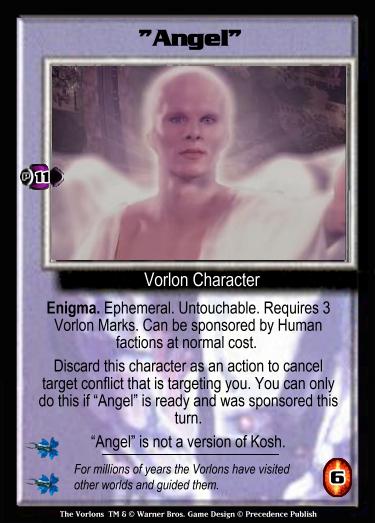 "Angel"
P 11
Vorlon Character
Enigma. Ephemeral. Untouchable. Requires 3
Vorlon Marks. Can be sponsored by Human
factions at normal cost.
Discard this character as an action to cancel
target conflict that is targeting you. You can only
do this if “Angel” is ready and was sponsored this
turn.
“Angel” is not a version of Kosh.
For millions of years the Vorlons have visited
other worlds and guided them.
6
The Vorlons TM & © Warner Bros. Game Design © Precedence Publish